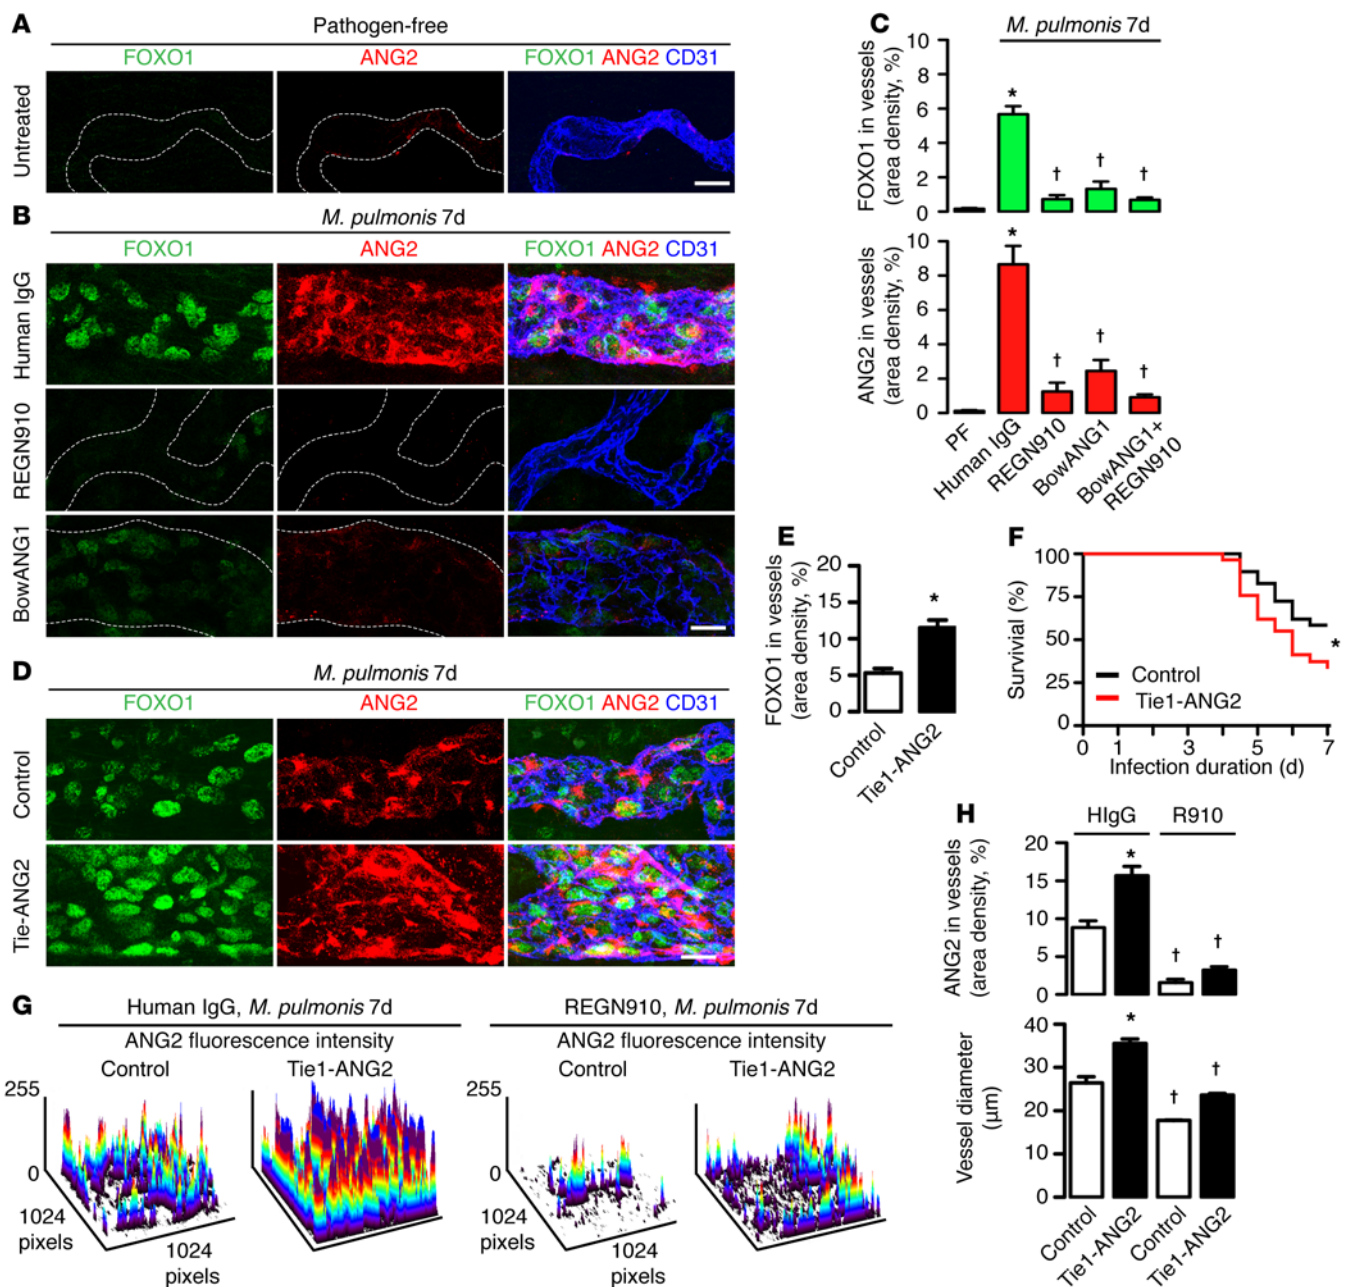 A
Pathogen-free
FOXO1 ANG2 FOXO1 ANG2 CD31
Untreated
B
M. pulmonis 7d
FOXO1 ANG2 FOXO1 ANG2 CD31
Human IgG
REGN910
BowANG1
C
M. pulmonis 7d
FOXO1 in vessels
(area density, %)
10
8
6
4
2
0
*
†
†
†
ANG2 in vessels
(area density, %)
10
8
6
4
2
0
*
†
†
†
PF
Human IgG
REGN910
BowANG1
BowANG1+
REGN910
D
M. pulmonis 7d
FOXO1 ANG2 FOXO1 ANG2 CD31
Control
Tie-ANG2
E
FOXO1 in vessels
(area density, %)
20
15
10
5
0
*
Control
Tie1-ANG2
F
Survivial (%)
100
75
50
25
0
*
Control
Tie1-ANG2
0 1 3 5 7
Infection duration (d)
G
Human IgG, M. pulmonis 7d
ANG2 fluorescence intensity
Control Tie1-ANG2
255
0
1024
pixels
1024
pixels
REGN910, M. pulmonis 7d
ANG2 fluorescence intensity
Control Tie1-ANG2
255
0
1024
pixels
1024
pixels
H
HIgG R910
ANG2 in vessels
(area density, %)
20
15
10
5
0
*
†
†
Vessel diameter
(µm)
40
30
20
10
0
*
†
†
Control
Tie1-ANG2
Control
Tie1-ANG2